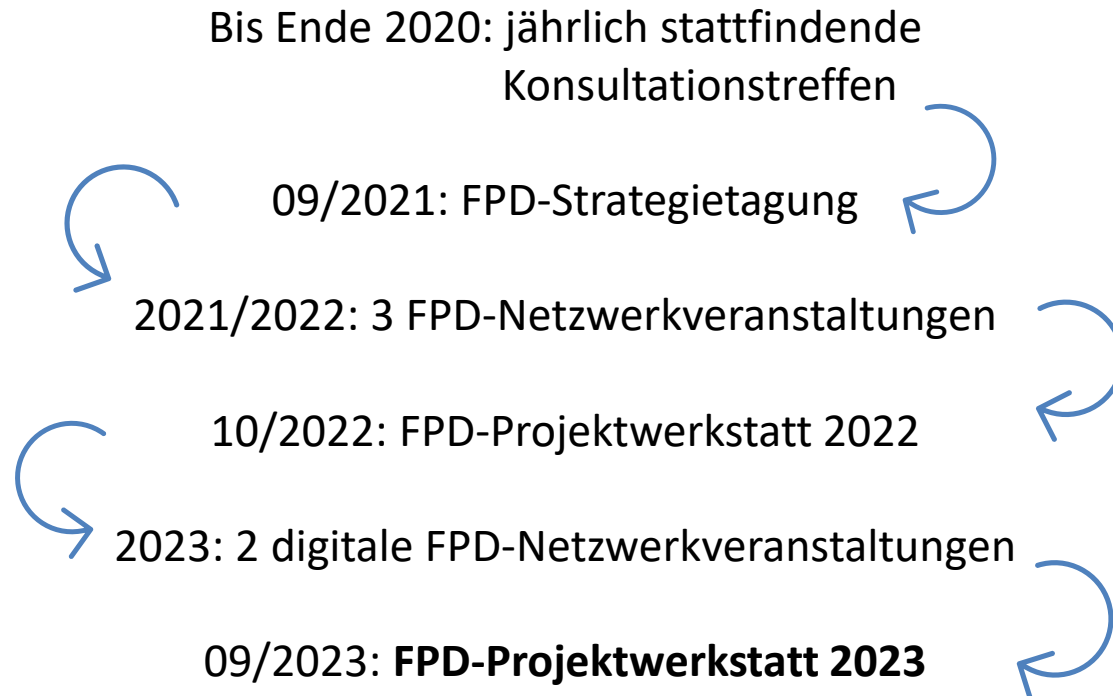 Bis Ende 2020: jährlich stattfindende
Konsultationstreffen
09/2021: FPD-Strategietagung
2021/2022: 3 FPD-Netzwerkveranstaltungen
10/2022: FPD-Projektwerkstatt 2022
2023: 2 digitale FPD-Netzwerkveranstaltungen
09/2023: FPD-Projektwerkstatt 2023